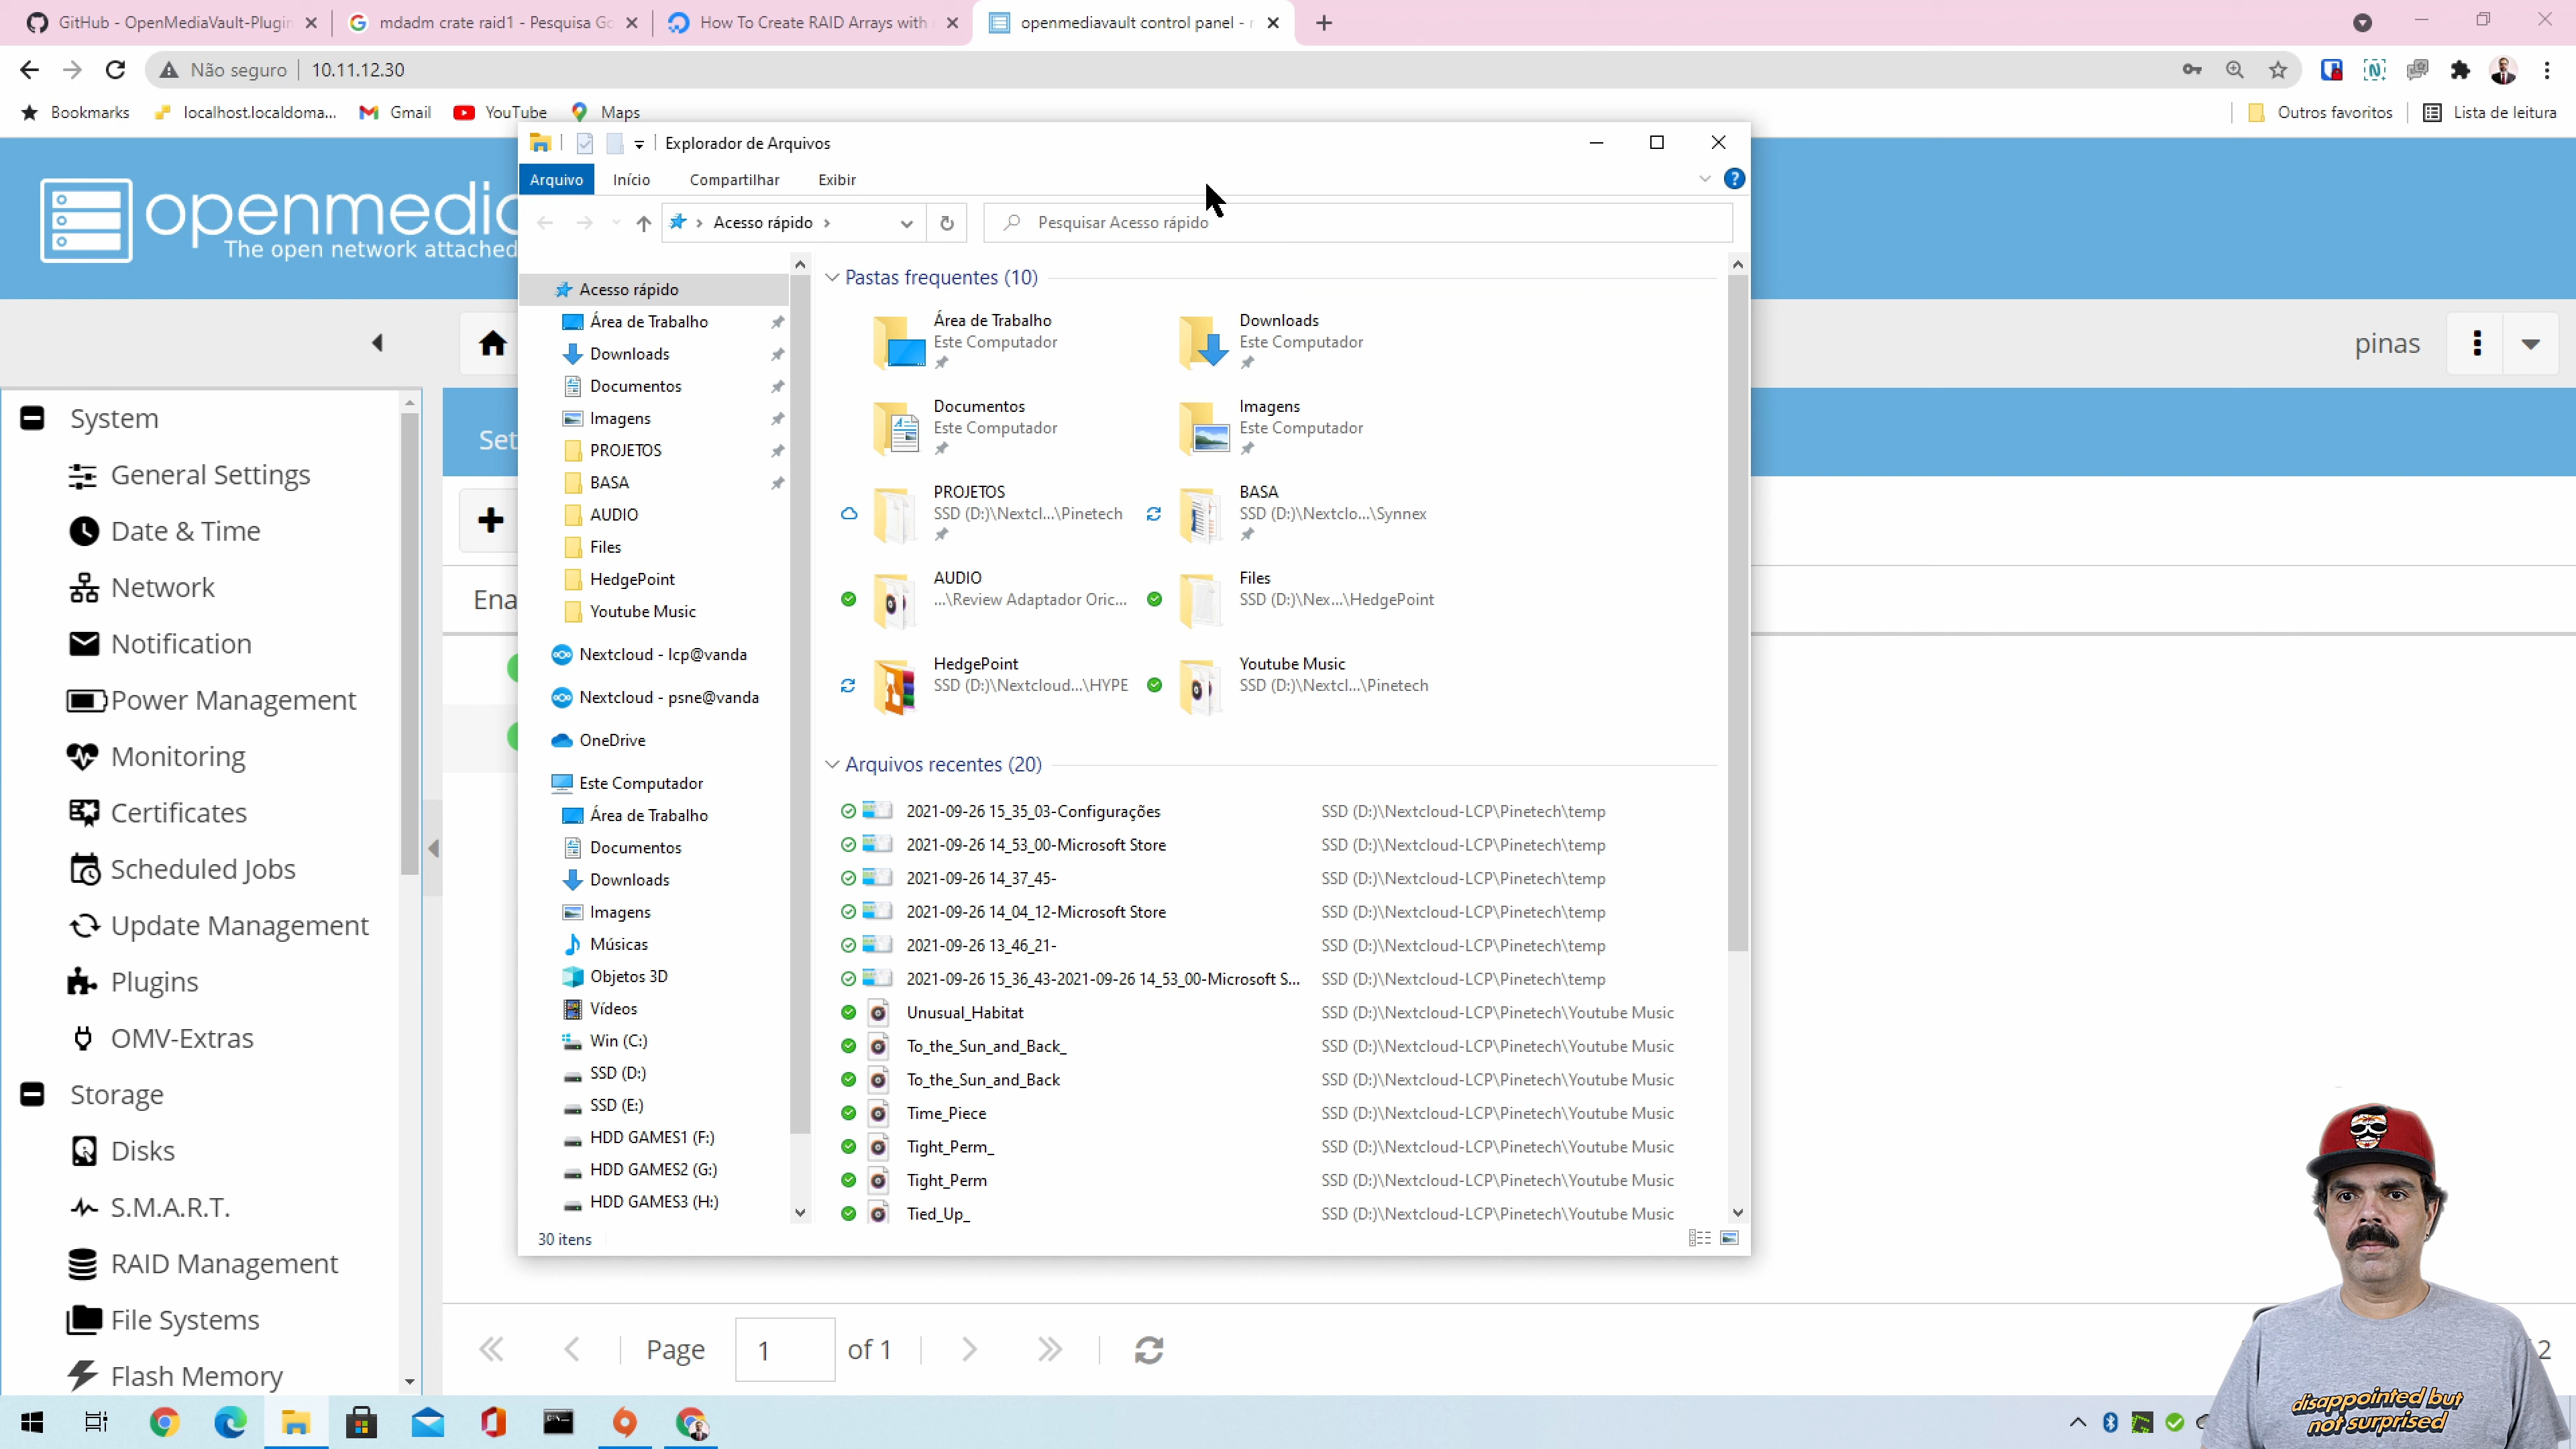 GitHub - OpenMediaVault-Plugin
mdadm crate raid1 - Pesquisa Go
How To Create RAID Arrays with
openmediavault control panel -
Não seguro
10.11.12.30
Bookmarks
localhost.localdoma...
Gmail
YouTube
Maps
Outros favoritos
Lista de leitura
openmedia
The open network attached
pinas
System
General Settings
Date & Time
Network
Notification
Power Management
Monitoring
Certificates
Scheduled Jobs
Update Management
Plugins
OMV-Extras
Storage
Disks
S.M.A.R.T.
RAID Management
File Systems
Flash Memory
Set
Ena
Page
1
of 1
2
Explorador de Arquivos
Arquivo
Início
Compartilhar
Exibir
Acesso rápido
Pesquisar Acesso rápido
Acesso rápido
Área de Trabalho
Downloads
Documentos
Imagens
PROJETOS
BASA
AUDIO
Files
HedgePoint
Youtube Music
Nextcloud - lcp@vanda
Nextcloud - psne@vanda
OneDrive
Este Computador
Área de Trabalho
Documentos
Downloads
Imagens
Músicas
Objetos 3D
Vídeos
Win (C:)
SSD (D:)
SSD (E:)
HDD GAMES1 (F:)
HDD GAMES2 (G:)
HDD GAMES3 (H:)
30 itens
Pastas frequentes (10)
Área de Trabalho
Este Computador
Downloads
Este Computador
Documentos
Este Computador
Imagens
Este Computador
PROJETOS
SSD (D:)\Nextcl...\Pinetech
BASA
SSD (D:)\Nextclo...\Synnex
AUDIO
...\Review Adaptador Oric...
Files
SSD (D:)\Nex...\HedgePoint
HedgePoint
SSD (D:)\Nextcloud...\HYPE
Youtube Music
SSD (D:)\Nextcl...\Pinetech
Arquivos recentes (20)
2021-09-26 15_35_03-Configurações SSD (D:)\Nextcloud-LCP\Pinetech\temp
2021-09-26 14_53_00-Microsoft Store SSD (D:)\Nextcloud-LCP\Pinetech\temp
2021-09-26 14_37_45- SSD (D:)\Nextcloud-LCP\Pinetech\temp
2021-09-26 14_04_12-Microsoft Store SSD (D:)\Nextcloud-LCP\Pinetech\temp
2021-09-26 13_46_21- SSD (D:)\Nextcloud-LCP\Pinetech\temp
2021-09-26 15_36_43-2021-09-26 14_53_00-Microsoft S... SSD (D:)\Nextcloud-LCP\Pinetech\temp
Unusual_Habitat SSD (D:)\Nextcloud-LCP\Pinetech\Youtube Music
To_the_Sun_and_Back_ SSD (D:)\Nextcloud-LCP\Pinetech\Youtube Music
To_the_Sun_and_Back SSD (D:)\Nextcloud-LCP\Pinetech\Youtube Music
Time_Piece SSD (D:)\Nextcloud-LCP\Pinetech\Youtube Music
Tight_Perm_ SSD (D:)\Nextcloud-LCP\Pinetech\Youtube Music
Tight_Perm SSD (D:)\Nextcloud-LCP\Pinetech\Youtube Music
Tied_Up_ SSD (D:)\Nextcloud-LCP\Pinetech\Youtube Music
disappointed but
not surprised